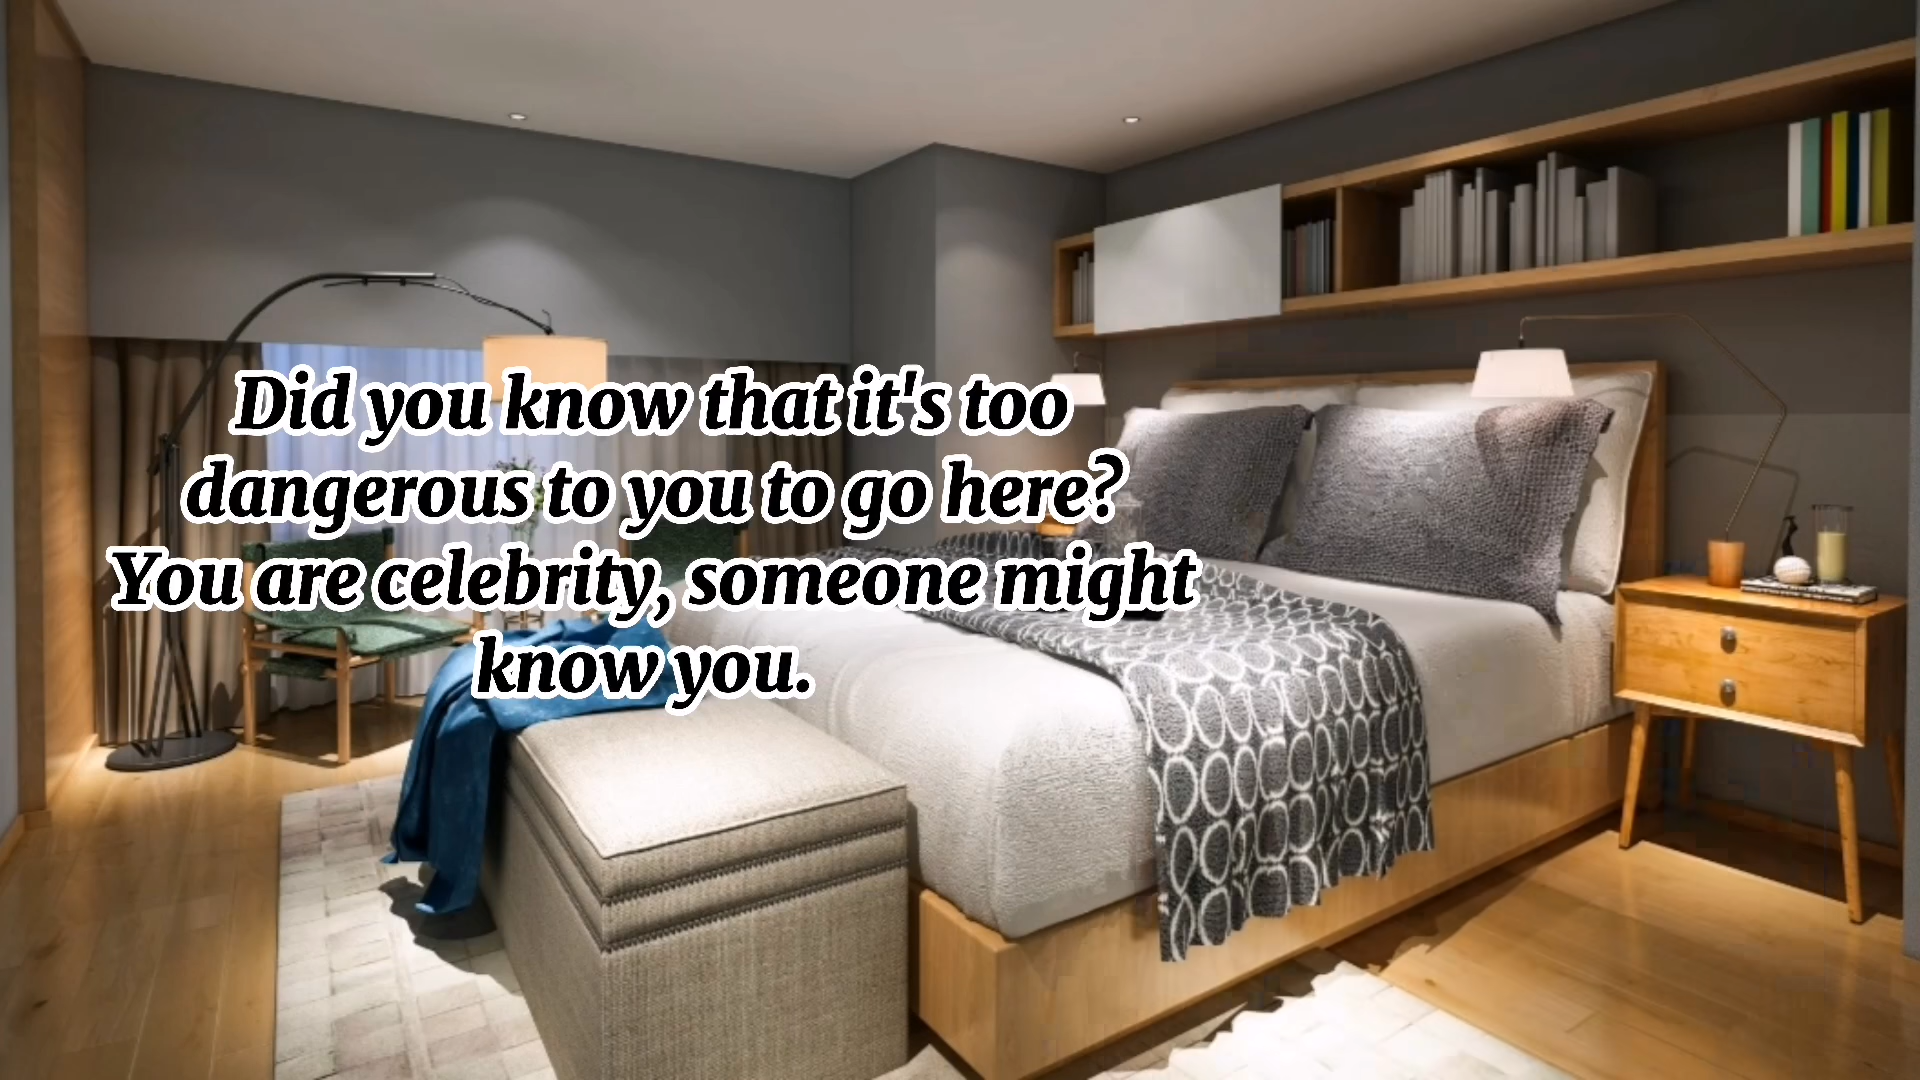 Did you know that it's too
dangerous to you to go here?
You are celebrity, someone might
know you.